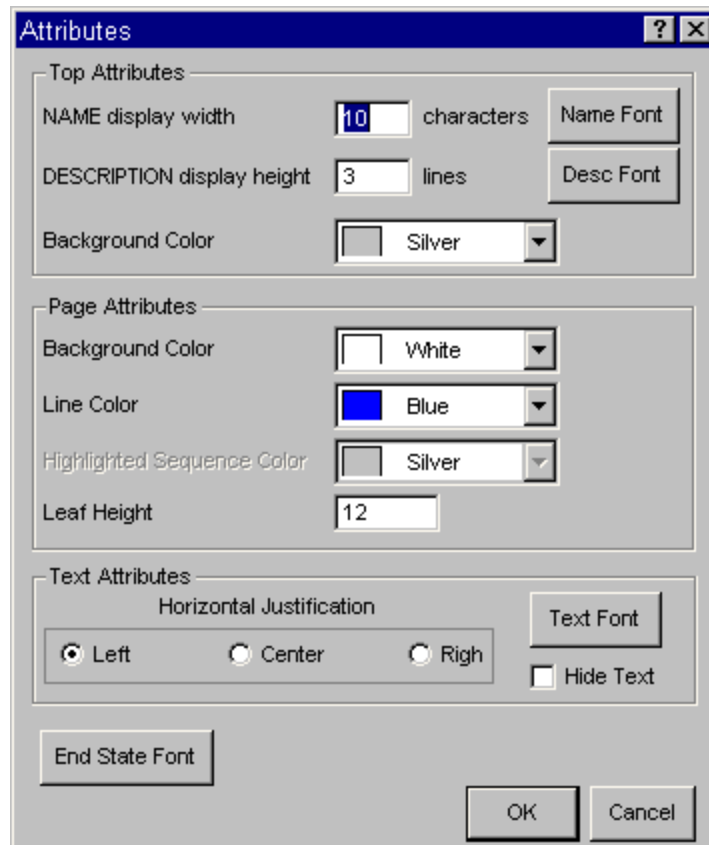 Attributes ? X
Top Attributes
NAME display width 10 characters Name Font
DESCRIPTION display height 3 lines Desc Font
Background Color Silver
Page Attributes
Background Color White
Line Color Blue
Highlighted Sequence Color Silver
Leaf Height 12
Text Attributes
Horizontal Justification
Text Font
Left Center Righ
Hide Text
End State Font
OK Cancel